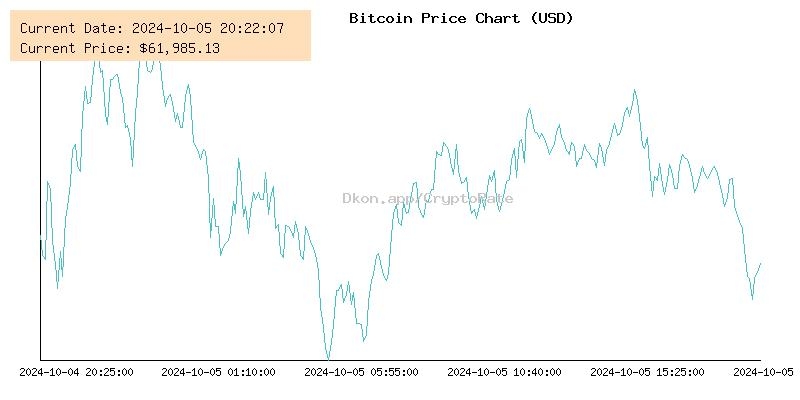 Bitcoin Price Chart (USD)
Current Date: 2024-10-05 20:22:07
Current Price: $61,985.13
Dkon.app/CryptoRate
2024-10-04 20:25:00
2024-10-05 01:10:00
2024-10-05 05:55:00
2024-10-05 10:40:00
2024-10-05 15:25:00
2024-10-05